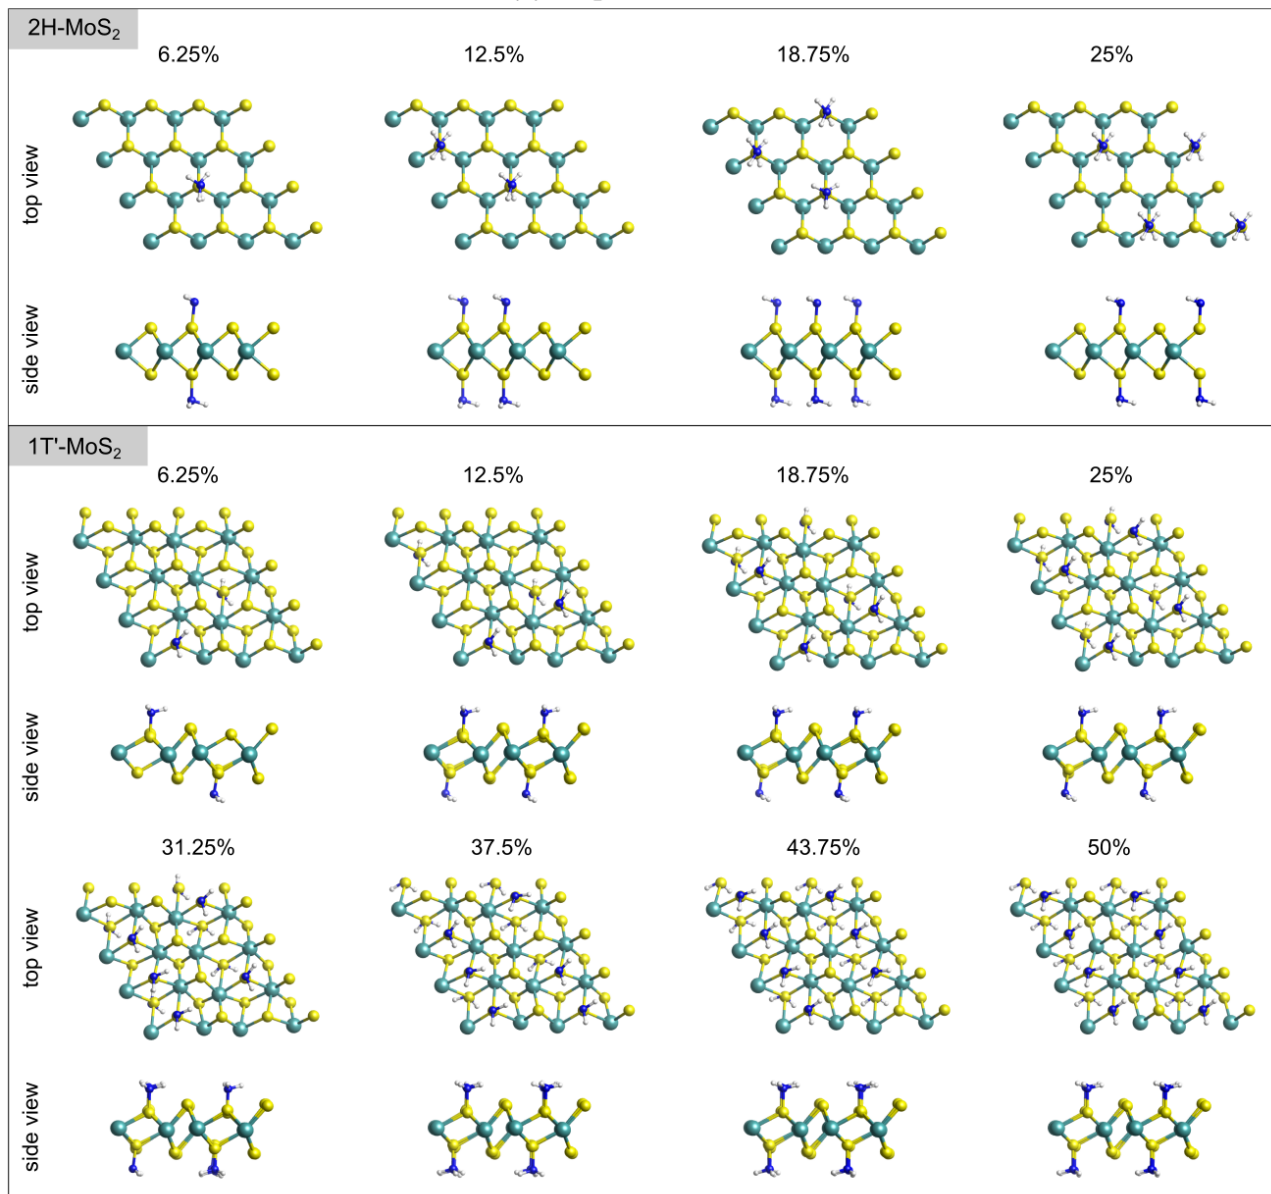 2H-MoS₂
6.25% 12.5% 18.75% 25%
top view
side view
1T'-MoS₂
6.25% 12.5% 18.75% 25%
top view
side view
31.25% 37.5% 43.75% 50%
top view
side view